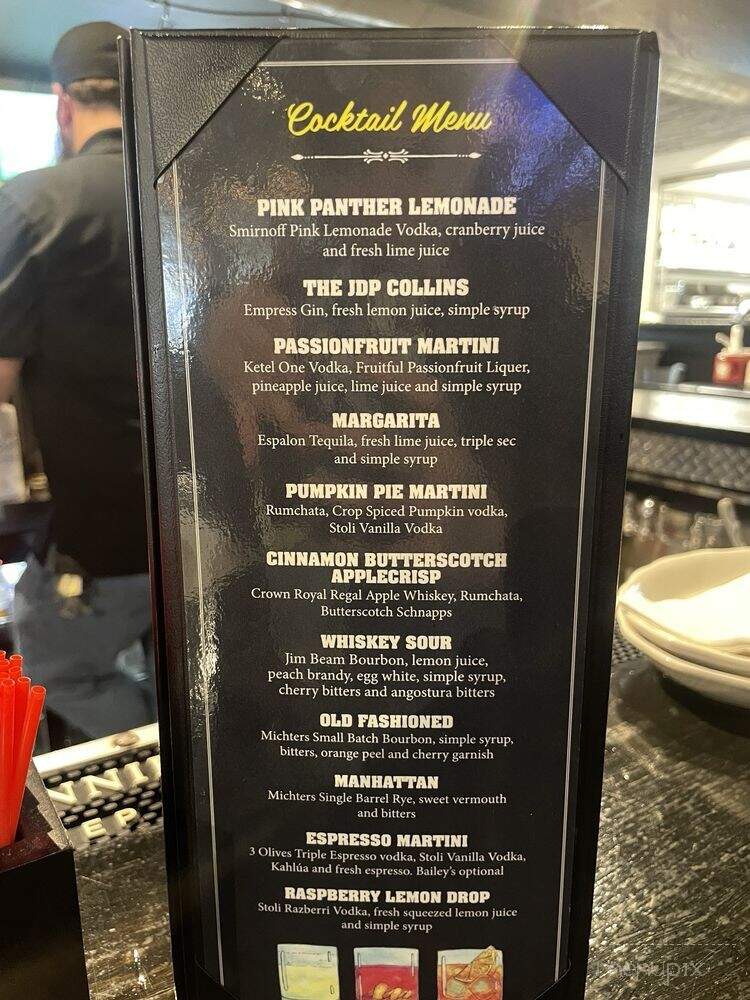 Cocktail Menu
PINK PANTHER LEMONADE
Smirnoff Pink Lemonade Vodka, cranberry juice
and fresh lime juice
THE JDP COLLINS
Empress Gin, fresh lemon juice, simple syrup
PASSIONFRUIT MARTINI
Ketel One Vodka, Fruitful Passionfruit Liquer,
pineapple juice, lime juice and simple syrup
MARGARITA
Espalon Tequila, fresh lime juice, triple sec
and simple syrup
PUMPKIN PIE MARTINI
Rumchata, Crop Spiced Pumpkin vodka,
Stoli Vanilla Vodka
CINNAMON BUTTERSCOTCH
APPLECRISP
Crown Royal Regal Apple Whiskey, Rumchata,
Butterscotch Schnapps
WHISKEY SOUR
Jim Beam Bourbon, lemon juice,
peach brandy, egg white, simple syrup,
cherry bitters and angostura bitters
OLD FASHIONED
Michters Small Batch Bourbon, simple syrup,
bitters, orange peel and cherry garnish
MANHATTAN
Michters Single Barrel Rye, sweet vermouth
and bitters
ESPRESSO MARTINI
3 Olives Triple Espresso vodka, Stoli Vanilla Vodka,
Kahlúa and fresh espresso. Bailey's optional
RASPBERRY LEMON DROP
Stoli Razberri Vodka, fresh squeezed lemon juice
and simple syrup
menupix